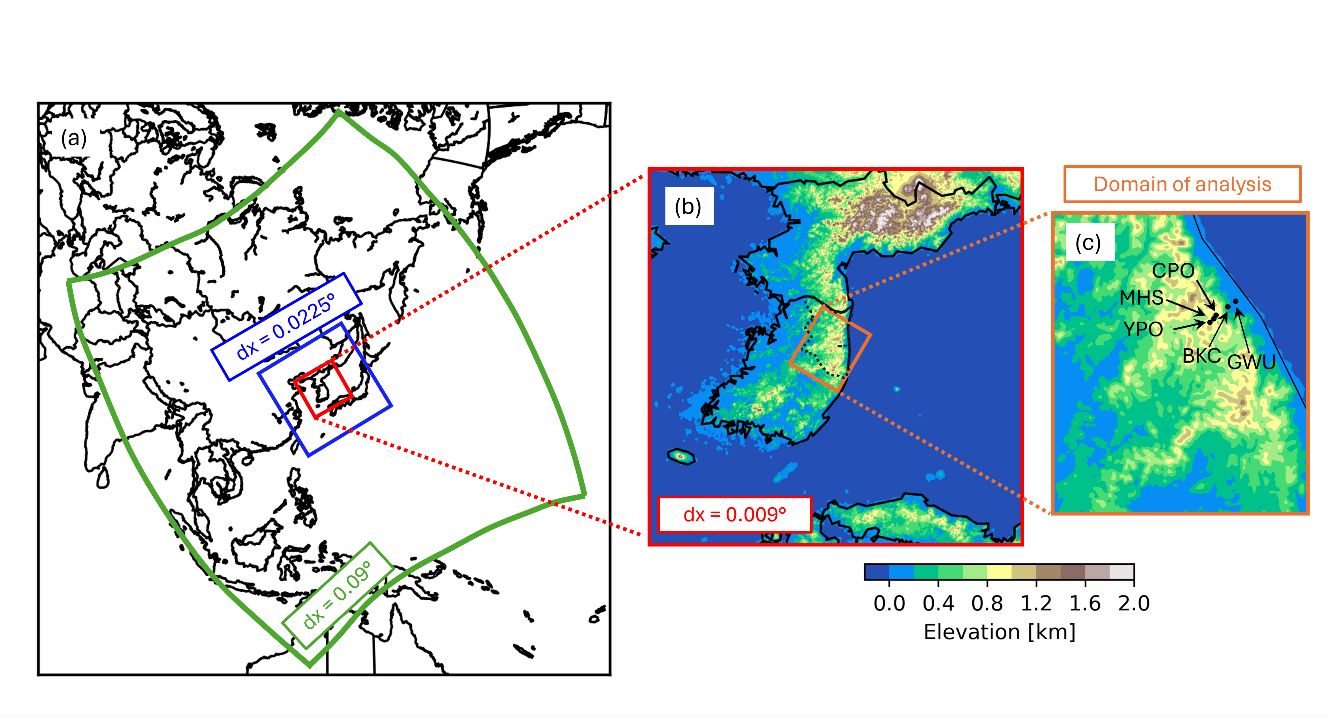 (a)
dx = 0.0225°
dx = 0.09°
(b)
dx = 0.009°
Domain of analysis
(c)
CPO
MHS
YPO
BKC
GWU
0.0 0.4 0.8 1.2 1.6 2.0
Elevation [km]